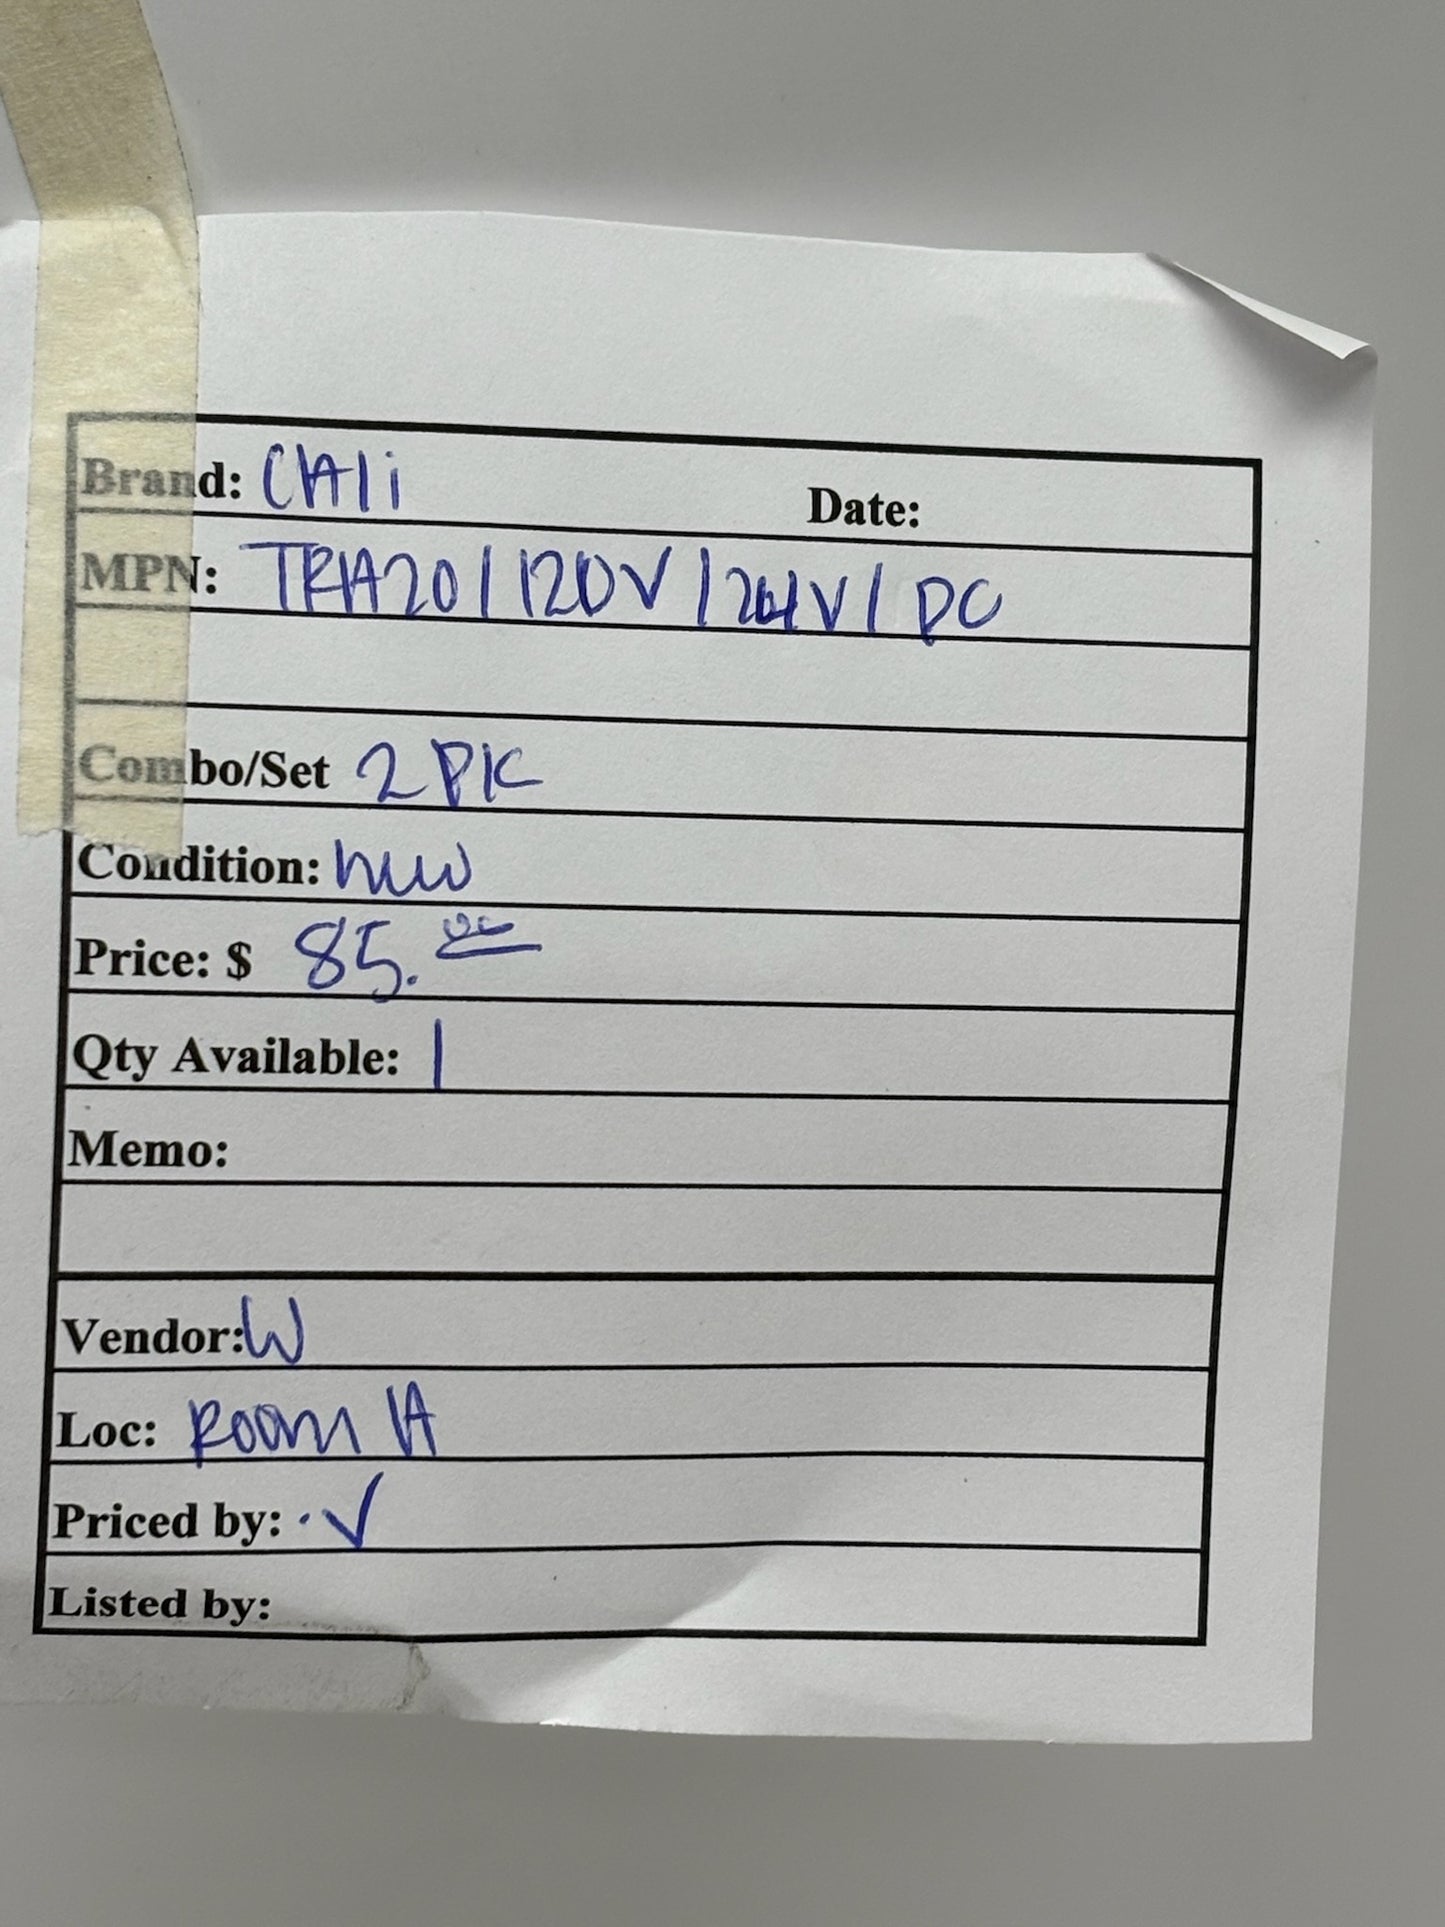 Brand: CAli Date:
MPN: TRA20/120V/24V/DC
Combo/Set 2PK
Condition: new
Price: $ 85.00
Qty Available: 1
Memo:
Vendor: W
Loc: Room A
Priced by: . √
Listed by: